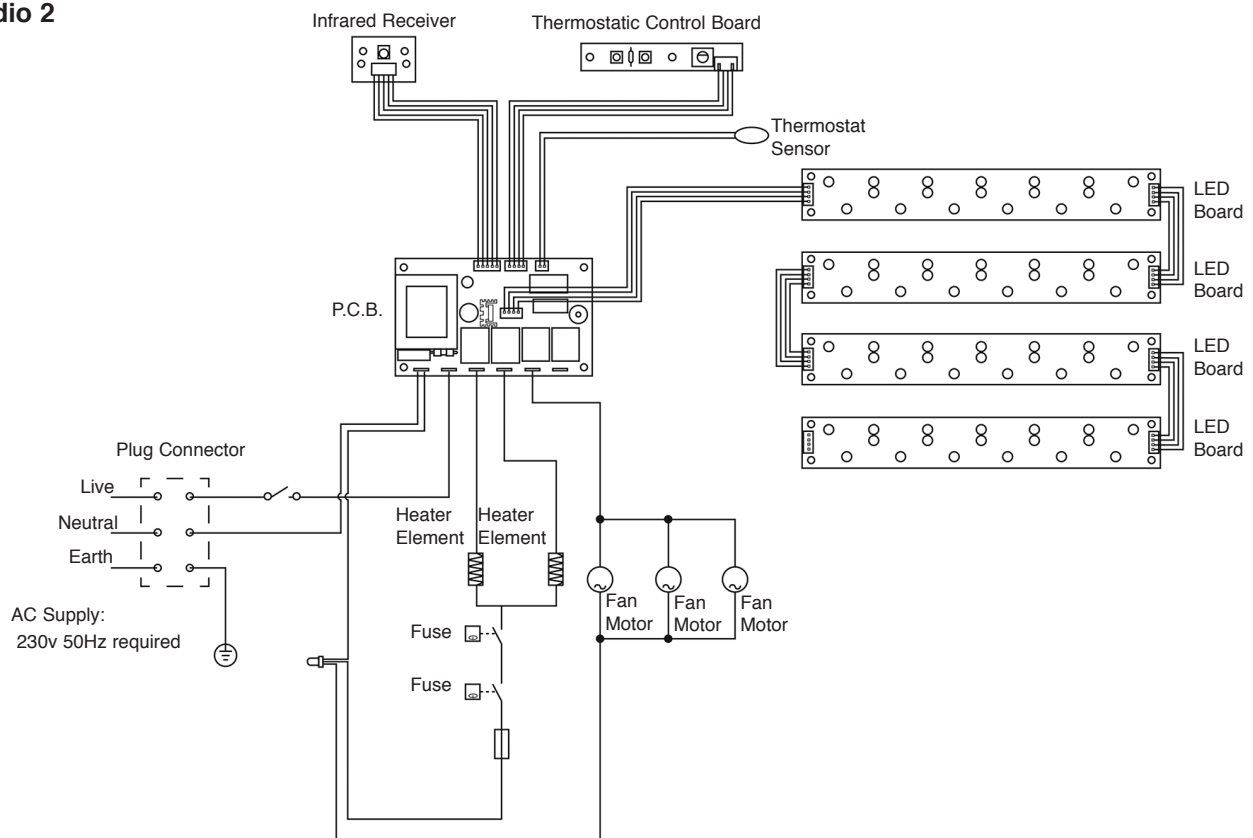 dio 2
Infrared Receiver
Thermostatic Control Board
Thermostat
Sensor
LED
Board
LED
Board
P.C.B.
LED
Board
LED
Board
Plug Connector
Live
Neutral
Earth
Heater
Element
Heater
Element
Fan
Motor
Fan
Motor
Fan
Motor
AC Supply:
230v 50Hz required
Fuse
Fuse